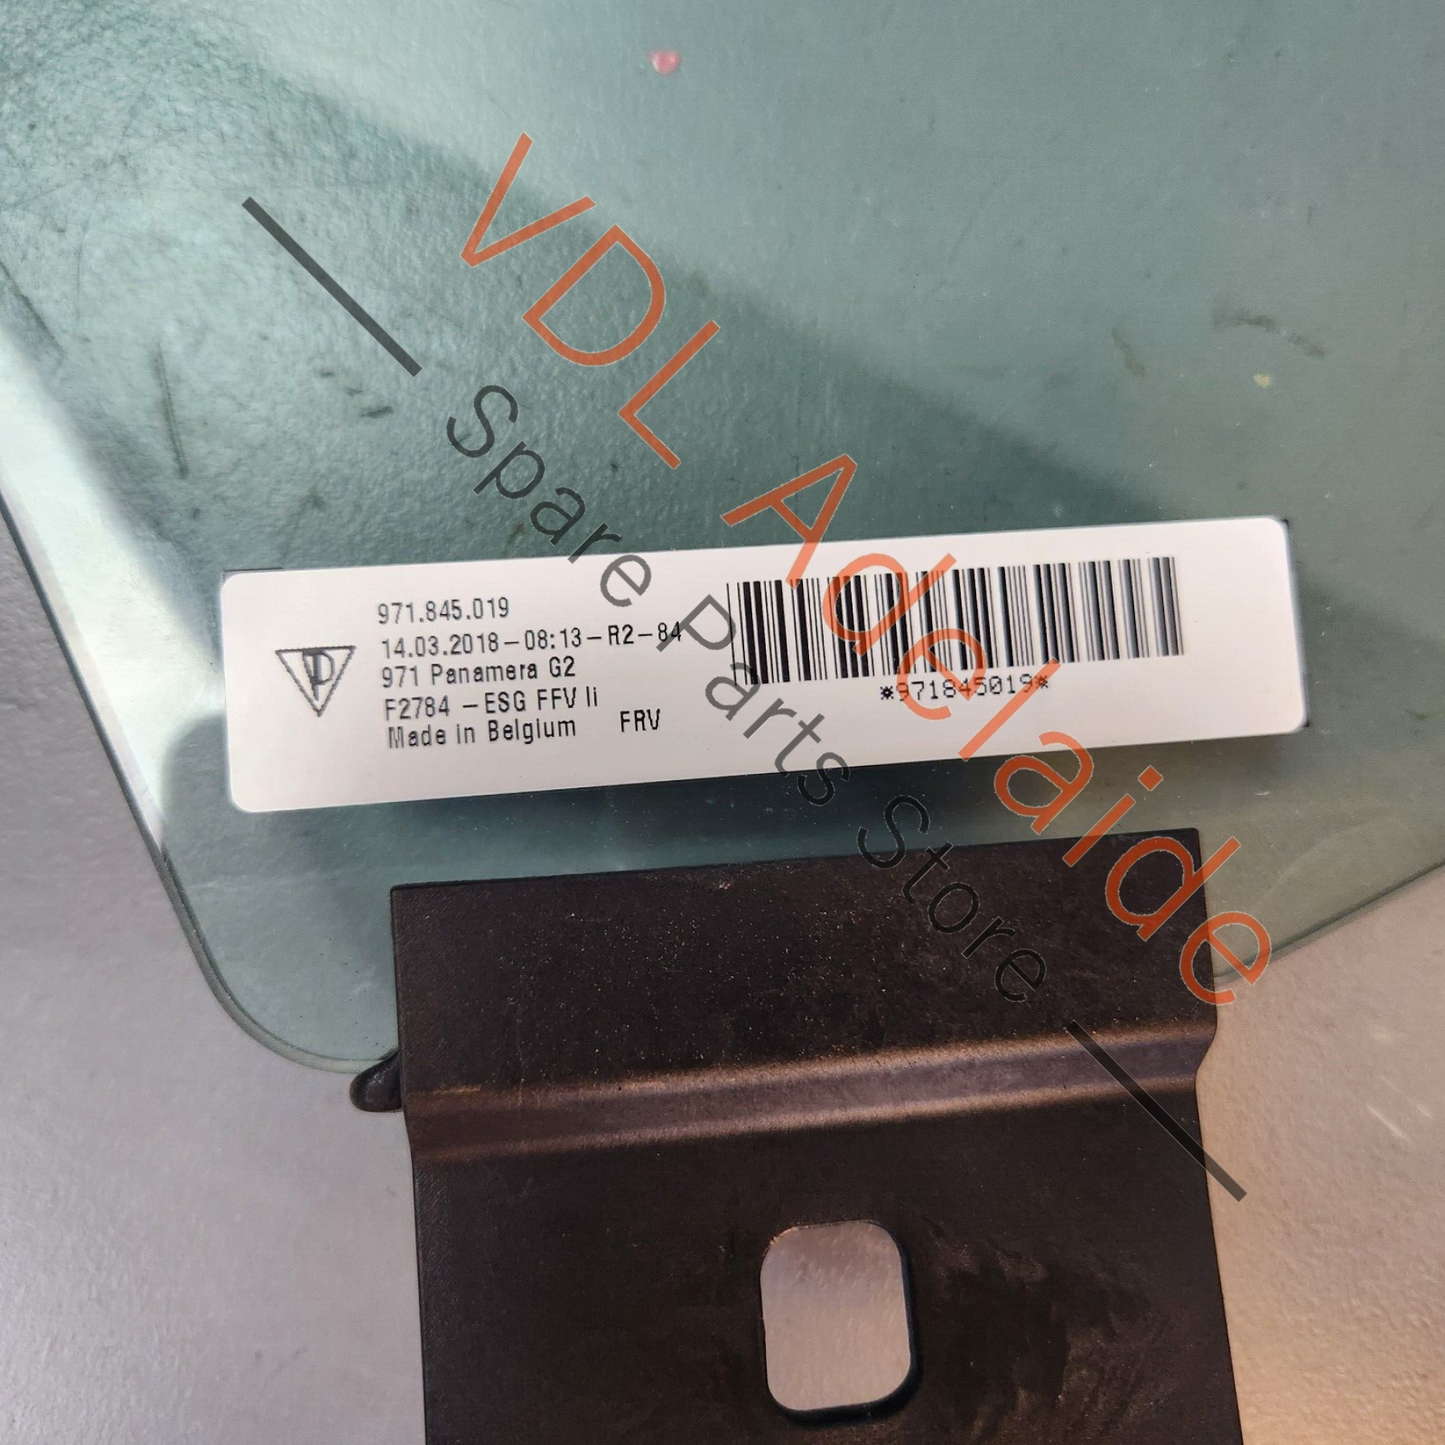 971.845.019
14.03.2018-08:13-R2-84
971 Panamera G2
F2784 -ESG FFV li
Made in Belgium FRV
*971845019*
VDL Adelaide
Spare Parts Store